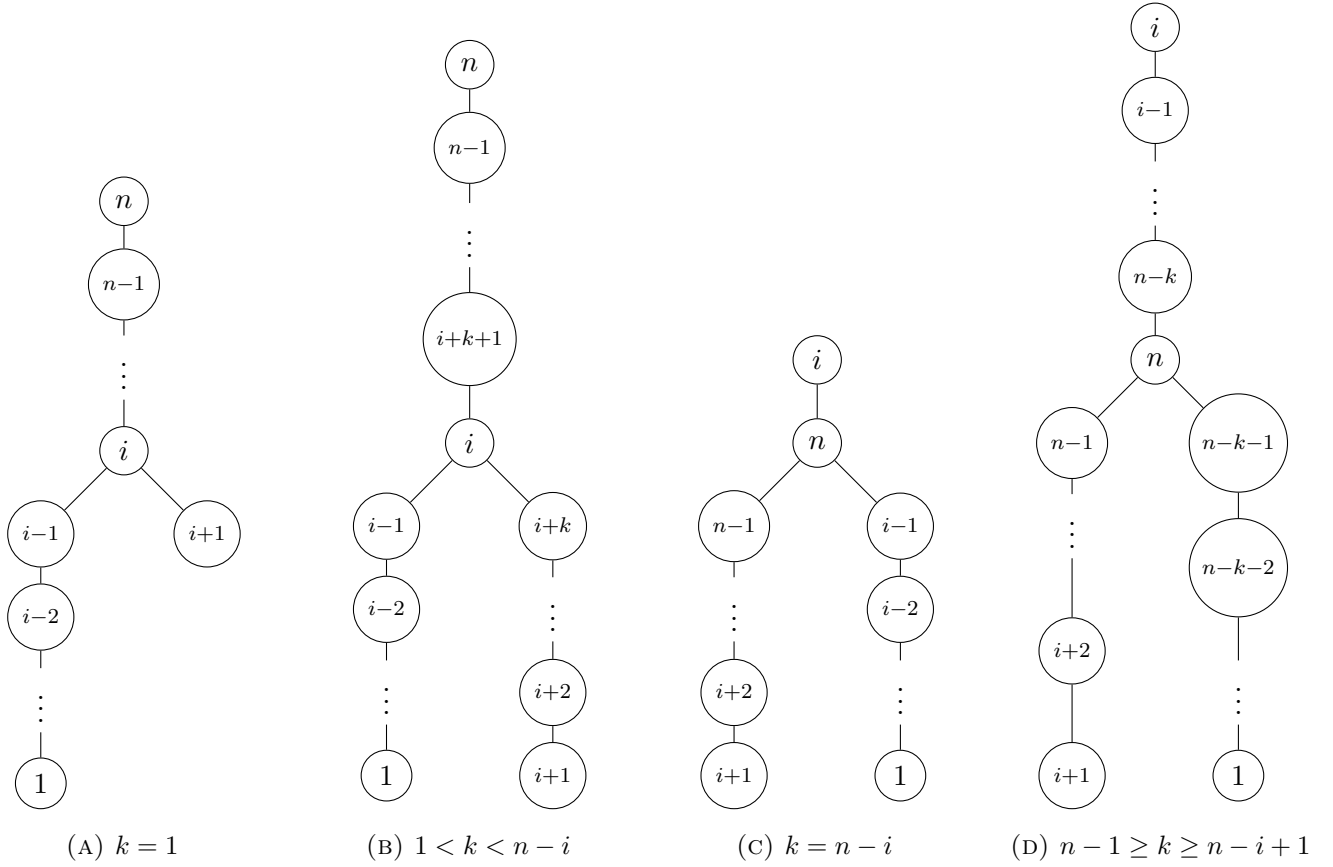 n
n−1
⋮
i
i−1
i+1
i−2
⋮
1
(A) k = 1
n
n−1
⋮
i+k+1
i
i−1
i+k
i−2
⋮
⋮
i+2
1
i+1
(B) 1 < k < n − i
i
n
n−1
i−1
⋮
i−2
i+2
⋮
i+1
1
(C) k = n − i
i
i−1
⋮
n−k
n
n−1
n−k−1
⋮
n−k−2
i+2
⋮
i+1
1
(D) n − 1 ≥ k ≥ n − i + 1